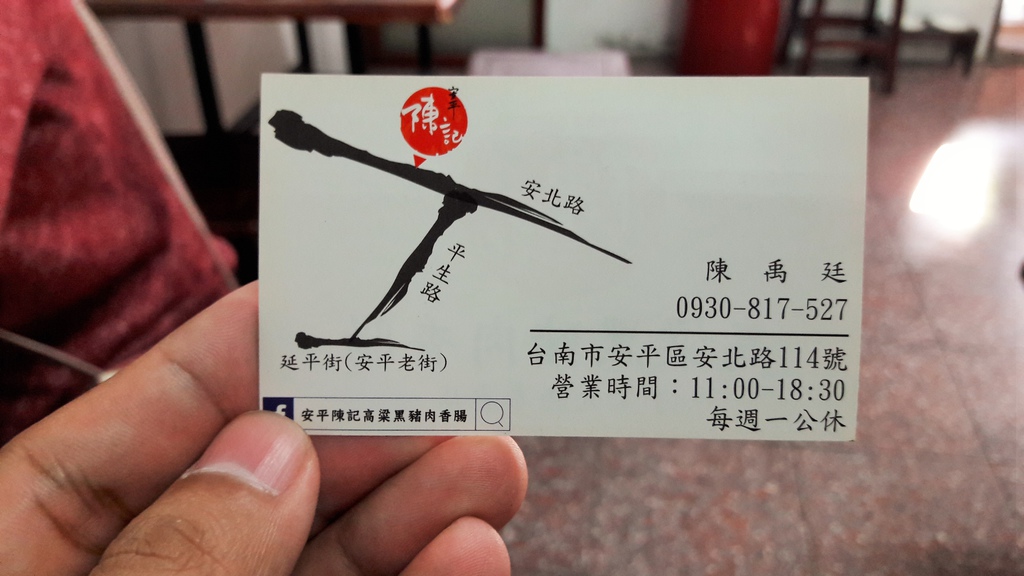 安平
陳記
安北路
平生路
延平街(安平老街)
陳 禹 廷
0930-817-527
台南市安平區安北路114號
營業時間：11:00-18:30
每週一公休
f 安平陳記高粱黑豬肉香腸